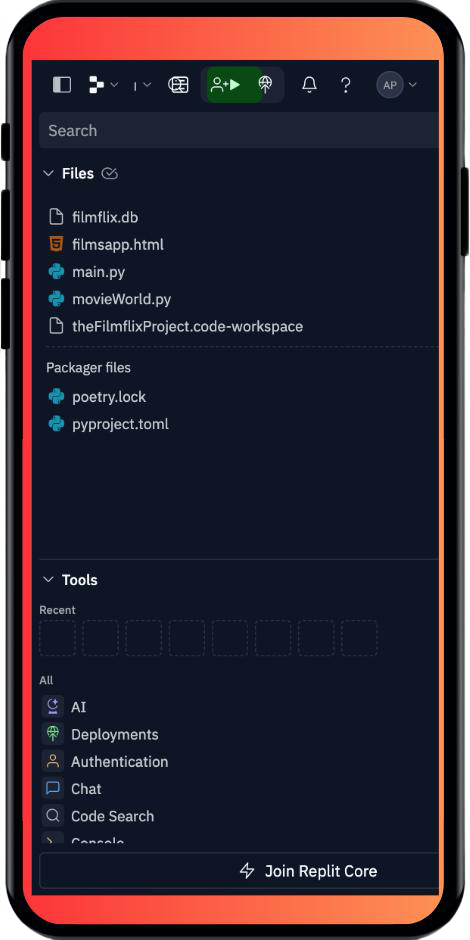 AP
Search
Files
filmflix.db
filmsapp.html
main.py
movieWorld.py
theFilmflixProject.code-workspace
Packager files
poetry.lock
pyproject.toml
Tools
Recent
All
AI
Deployments
Authentication
Chat
Code Search
Console
Join Replit Core